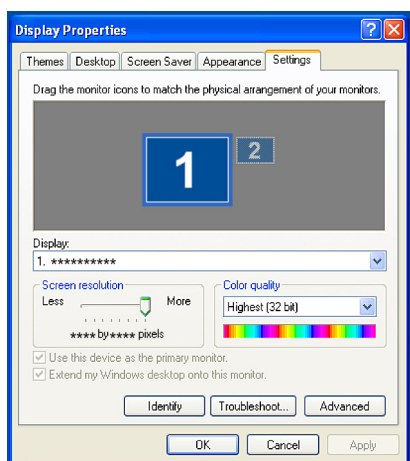 Display Properties
Themes Desktop Screen Saver Appearance Settings
Drag the monitor icons to match the physical arrangement of your monitors.
1 2
Display:
1. **********
Screen resolution
Less More
**** by **** pixels
Color quality
Highest (32 bit)
Use this device as the primary monitor.
Extend my Windows desktop onto this monitor.
Identify Troubleshoot... Advanced
OK Cancel Apply